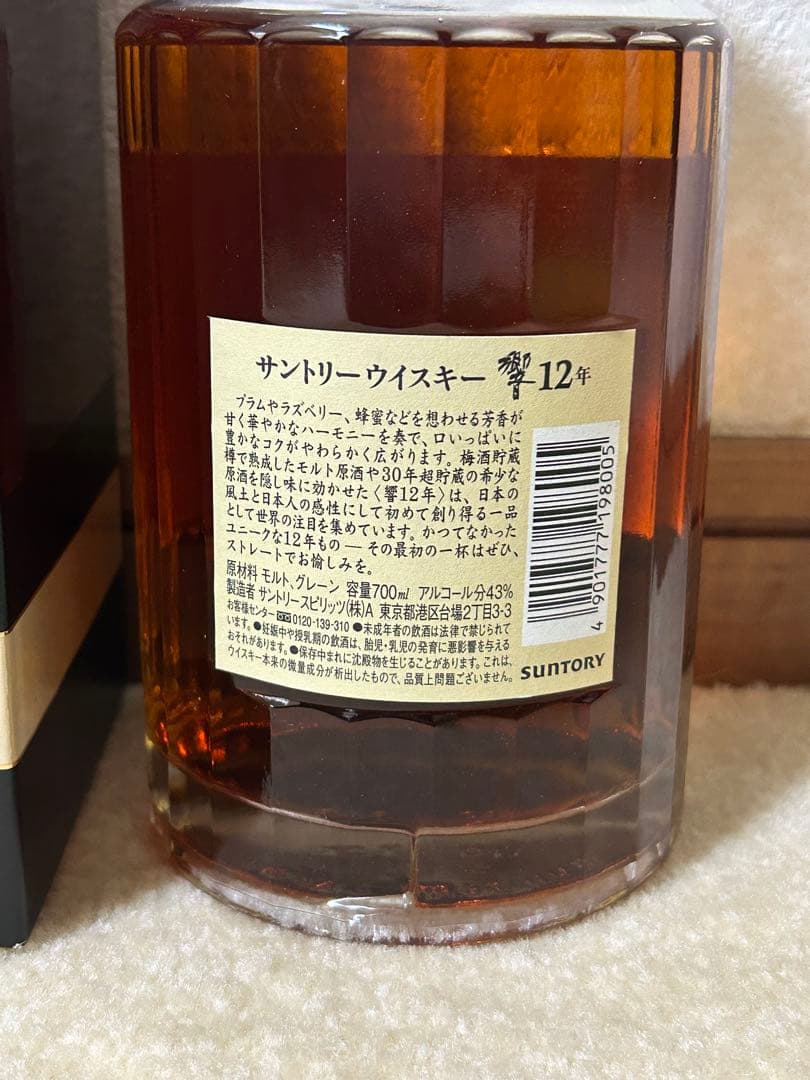 サントリーウイスキー 響 12年
プラムやラズベリー、蜂蜜などを想わせる芳香が
甘く華やかなハーモニーを奏で、口いっぱいに
豊かなコクがやわらかく広がります。梅酒貯蔵
樽で熟成したモルト原酒や30年超貯蔵の希少な
原酒を隠し味に効かせた〈響12年〉は、日本の
風土と日本人の感性にして初めて創り得る一品
として世界の注目を集めています。かつてなかった
ユニークな12年もの ― その最初の一杯はぜひ、
ストレートでお愉しみを。
原材料 モルト、グレーン 容量700ml アルコール分43%
製造者 サントリースピリッツ(株)A 東京都港区台場2丁目3-3
お客様センター 0120-139-310 ●未成年者の飲酒は法律で禁じられて
います。●妊娠中や授乳期の飲酒は、胎児・乳児の発育に悪影響を与える
おそれがあります。●保存中まれに沈殿物を生じることがあります。これは、
ウイスキー本来の微量成分が析出したもので、品質上問題ございません。
SUNTORY
4 901777 198005